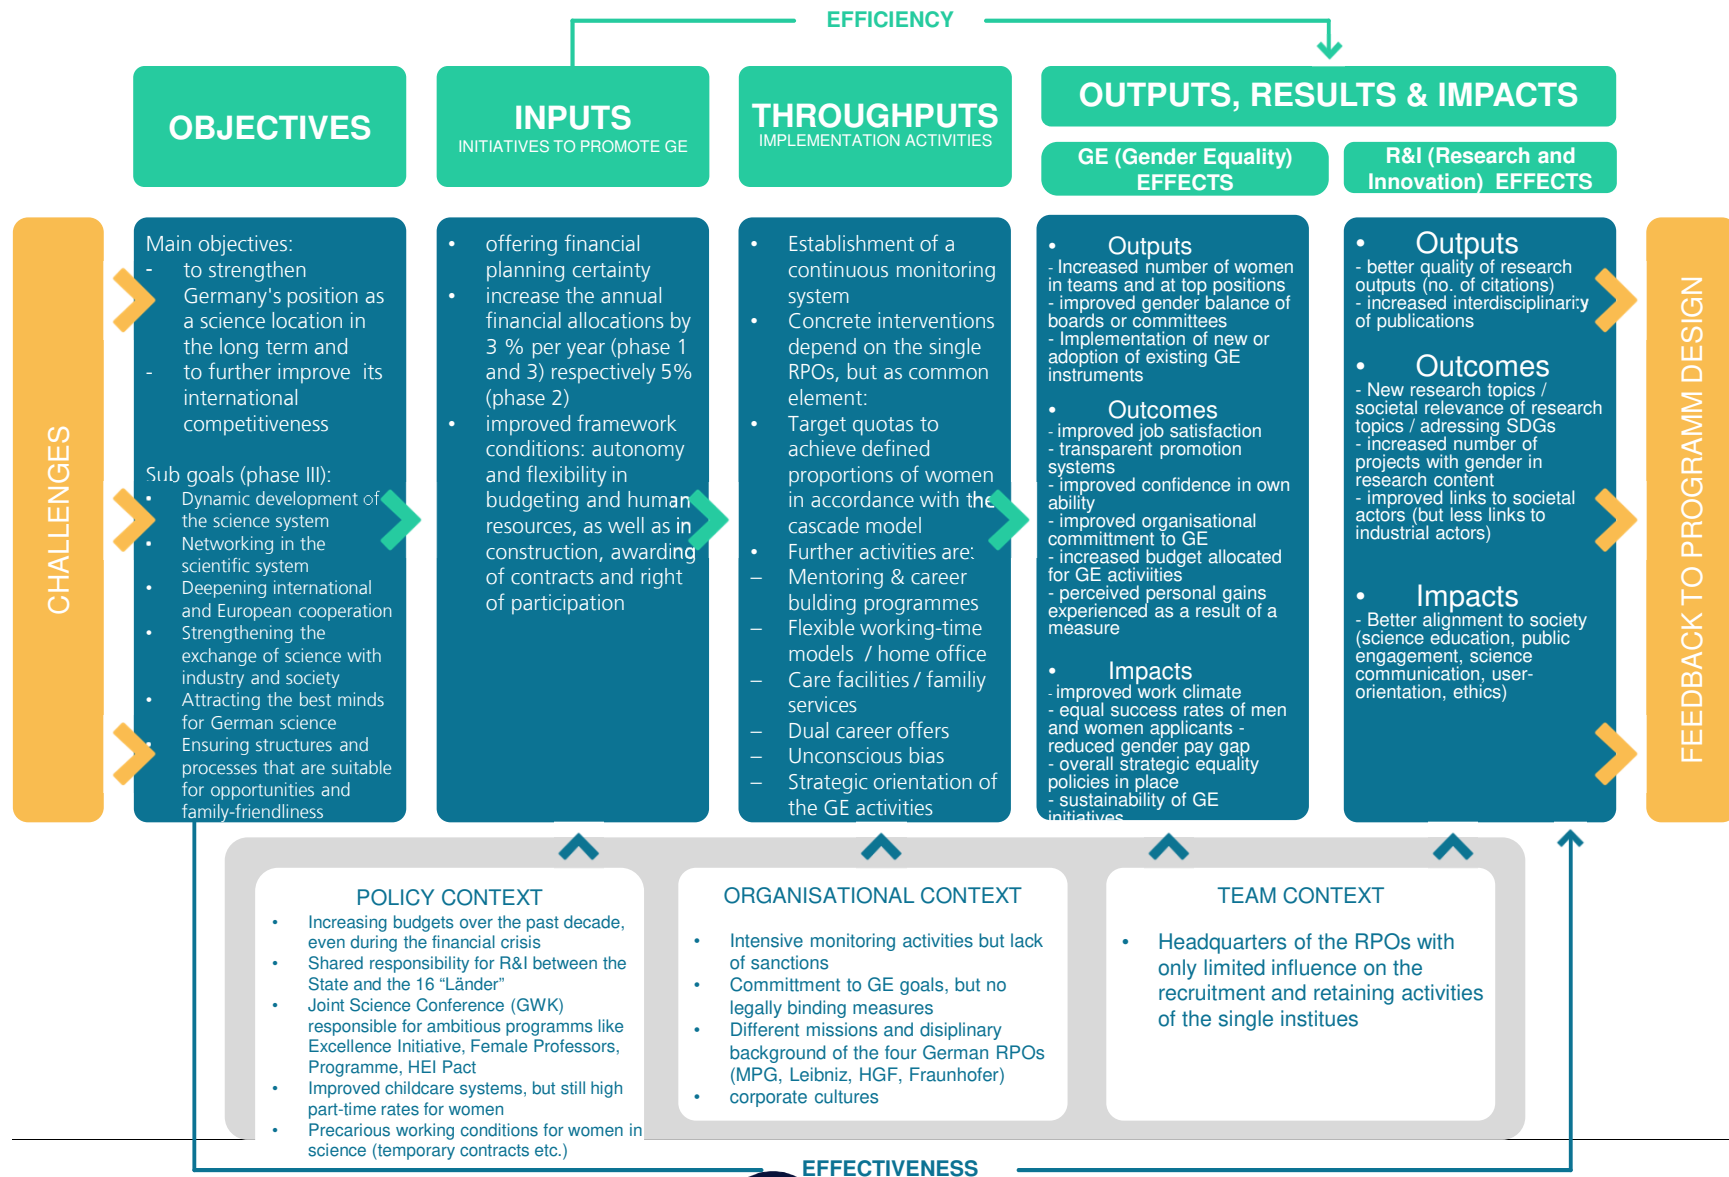 EFFICIENCY
OBJECTIVES
INPUTS
INITIATIVES TO PROMOTE GE
THROUGHPUTS
IMPLEMENTATION ACTIVITIES
OUTPUTS, RESULTS & IMPACTS
GE (Gender Equality)
EFFECTS
R&I (Research and
Innovation) EFFECTS
CHALLENGES
Main objectives:
- to strengthen
Germany's position as
a science location in
the long term and
- to further improve its
international
competitiveness
Sub goals (phase III):
• Dynamic development of
the science system
• Networking in the
scientific system
• Deepening international
and European cooperation
• Strengthening the
exchange of science with
industry and society
• Attracting the best minds
for German science
• Ensuring structures and
processes that are suitable
for opportunities and
family-friendliness
• offering financial
planning certainty
• increase the annual
financial allocations by
3 % per year (phase 1
and 3) respectively 5%
(phase 2)
• improved framework
conditions: autonomy
and flexibility in
budgeting and human
resources, as well as in
construction, awarding
of contracts and right
of participation
• Establishment of a
continuous monitoring
system
• Concrete interventions
depend on the single
RPOs, but as common
element:
• Target quotas to
achieve defined
proportions of women
in accordance with the
cascade model
• Further activities are:
– Mentoring & career
bulding programmes
– Flexible working-time
models / home office
– Care facilities / familiy
services
– Dual career offers
– Unconscious bias
– Strategic orientation of
the GE activities
• Outputs
- Increased number of women
in teams and at top positions
- improved gender balance of
boards or committees
- Implementation of new or
adoption of existing GE
instruments
• Outcomes
- improved job satisfaction
- transparent promotion
systems
- improved confidence in own
ability
- improved organisational
committment to GE
- increased budget allocated
for GE activiities
- perceived personal gains
experienced as a result of a
measure
• Impacts
- improved work climate
- equal success rates of men
and women applicants -
reduced gender pay gap
- overall strategic equality
policies in place
- sustainability of GE
initiatives
• Outputs
- better quality of research
outputs (no. of citations)
- increased interdisciplinarity
of publications
• Outcomes
- New research topics /
societal relevance of research
topics / adressing SDGs
- increased number of
projects with gender in
research content
- improved links to societal
actors (but less links to
industrial actors)
• Impacts
- Better alignment to society
(science education, public
engagement, science
communication, user-
orientation, ethics)
FEEDBACK TO PROGRAMM DESIGN
POLICY CONTEXT
• Increasing budgets over the past decade,
even during the financial crisis
• Shared responsibility for R&I between the
State and the 16 “Länder”
• Joint Science Conference (GWK)
responsible for ambitious programms like
Excellence Initiative, Female Professors,
Programme, HEI Pact
• Improved childcare systems, but still high
part-time rates for women
• Precarious working conditions for women in
science (temporary contracts etc.)
ORGANISATIONAL CONTEXT
• Intensive monitoring activities but lack
of sanctions
• Committment to GE goals, but no
legally binding measures
• Different missions and disiplinary
background of the four German RPOs
(MPG, Leibniz, HGF, Fraunhofer)
• corporate cultures
TEAM CONTEXT
• Headquarters of the RPOs with
only limited influence on the
recruitment and retaining activities
of the single institues
EFFECTIVENESS